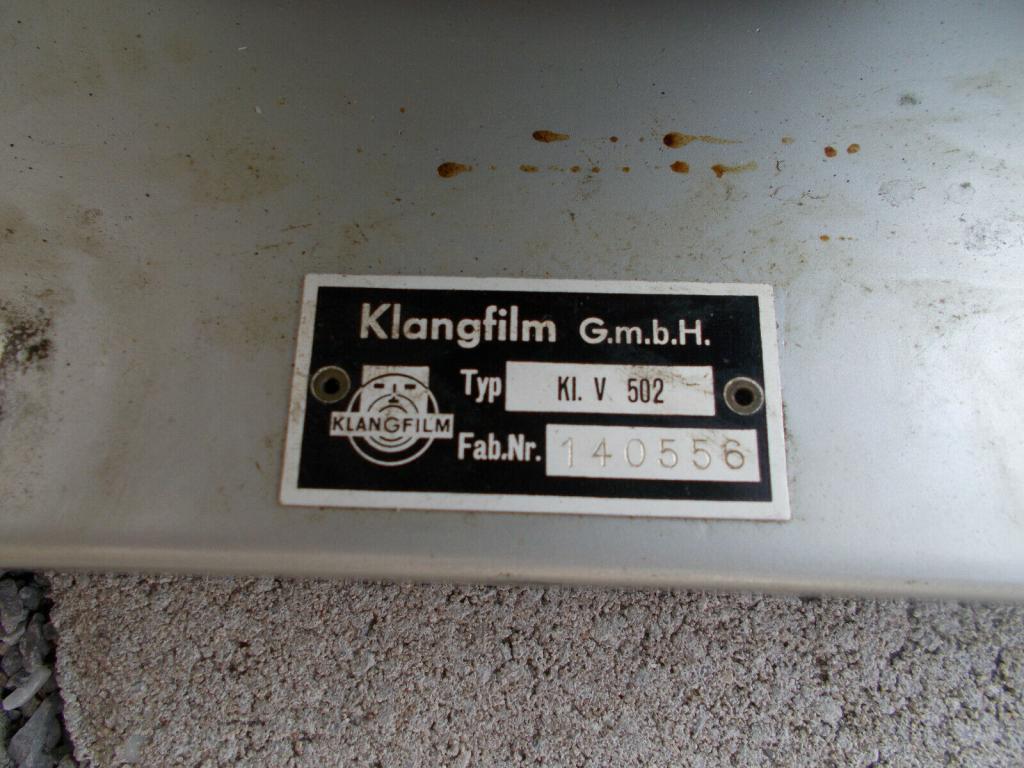 Klangfilm G.m.b.H.
Typ Kl. V 502
KLANGFILM
Fab.Nr. 140556